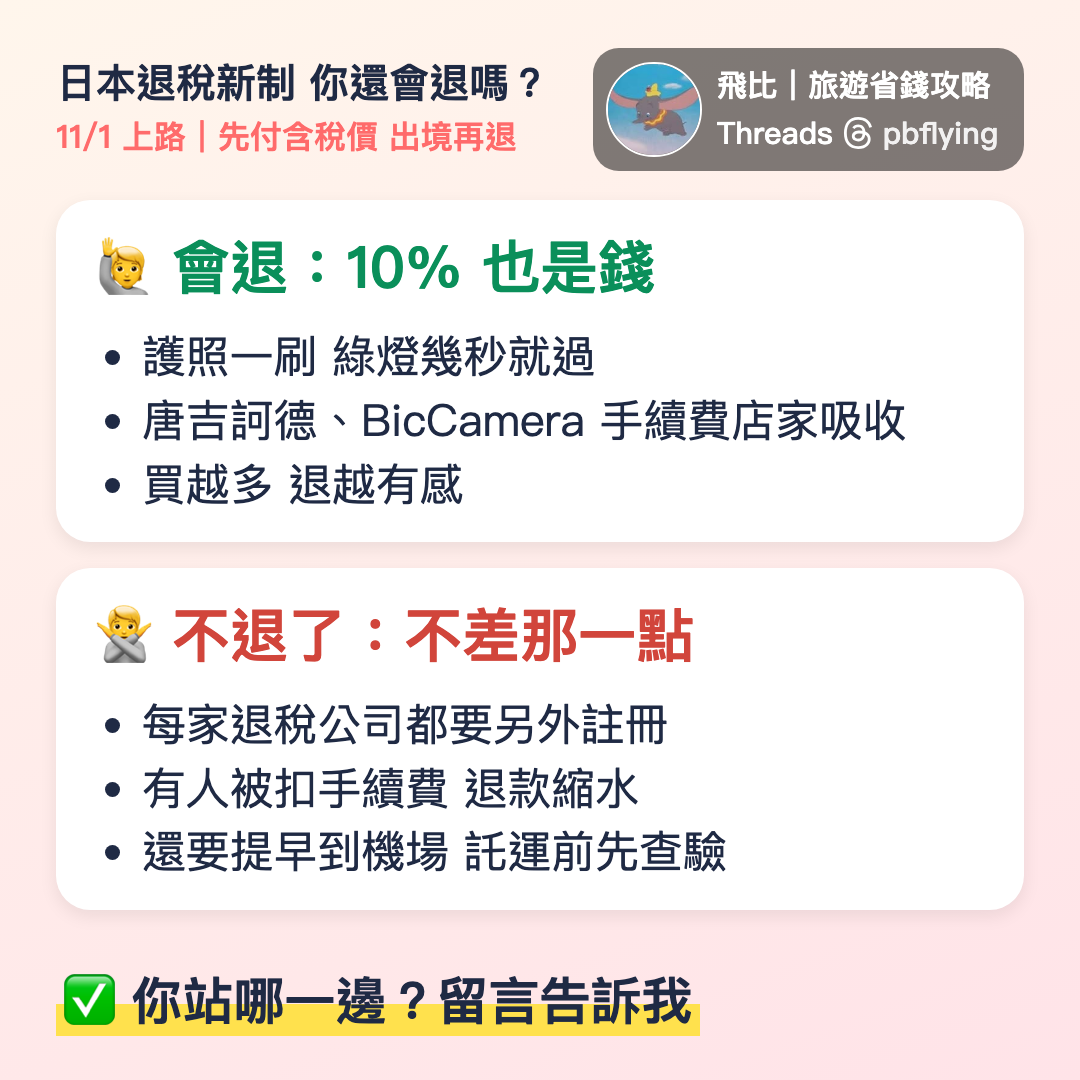 日本退稅新制 你還會退嗎？
11/1 上路｜先付含稅價 出境再退
飛比｜旅遊省錢攻略
Threads pbflying
會退：10% 也是錢
• 護照一刷 綠燈幾秒就過
• 唐吉訶德、BicCamera 手續費店家吸收
• 買越多 退越有感
不退了：不差那一點
• 每家退稅公司都要另外註冊
• 有人被扣手續費 退款縮水
• 還要提早到機場 託運前先查驗
你站哪一邊？留言告訴我